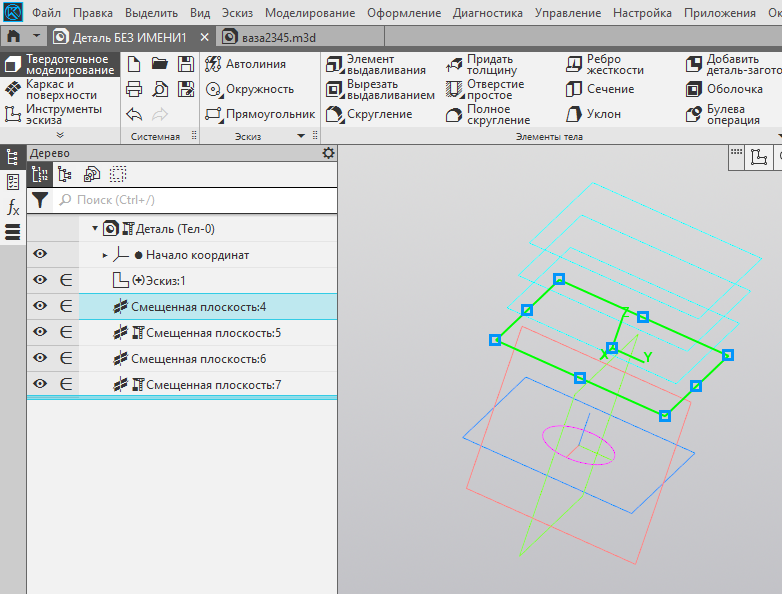 Файл Правка Выделить Вид Эскиз Моделирование Оформление Диагностика Управление Настройка Приложения
Деталь БЕЗ ИМЕНИ1 ваза2345.m3d
Твердотельное моделирование
Каркас и поверхности
Инструменты эскиза
Системная
Автолиния
Окружность
Прямоугольник
Эскиз
Элемент выдавливания
Вырезать выдавливанием
Скругление
Придать толщину
Отверстие простое
Полное скругление
Ребро жесткости
Сечение
Уклон
Добавить деталь-загото
Оболочка
Булева операция
Элементы тела
Дерево
Поиск (Ctrl+/)
Деталь (Тел-0)
Начало координат
(+)Эскиз:1
Смещенная плоскость:4
Смещенная плоскость:5
Смещенная плоскость:6
Смещенная плоскость:7
Z
X
Y